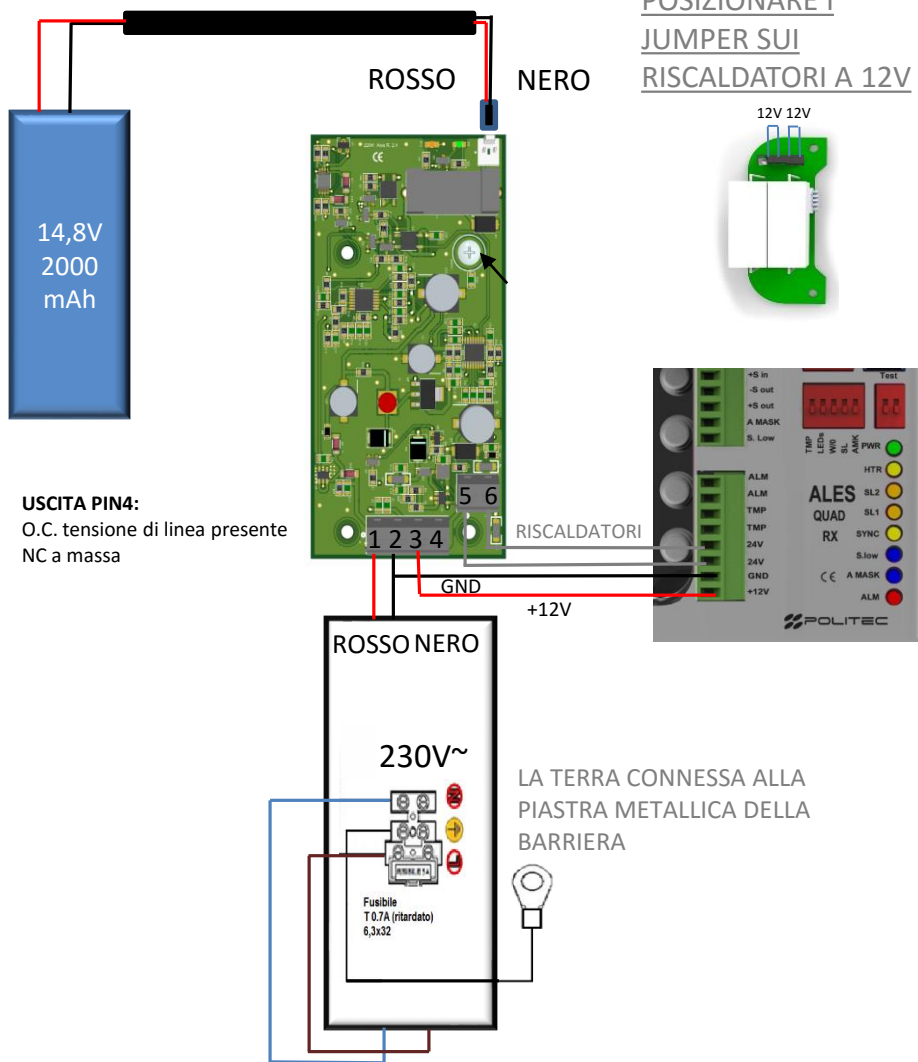 POSIZIONARE I
JUMPER SUI
RISCALDATORI A 12V
ROSSO NERO
12V 12V
14,8V
2000
mAh
USCITA PIN4:
O.C. tensione di linea presente
NC a massa
5 6
1 2 3 4
RISCALDATORI
GND
+12V
+S in
-S out
+S out
A MASK
S. Low
Test
TMP
LEDs
W/0
SL
AMK
ALM
ALM
TMP
TMP
24V
24V
GND
+12V
ALES
QUAD
RX
PWR
HTR
SL2
SL1
SYNC
S.low
CE A MASK
ALM
POLITEC
ROSSO NERO
230V~
N
L
Fusibile
T 0.7A (ritardato)
6,3x32
LA TERRA CONNESSA ALLA
PIASTRA METALLICA DELLA
BARRIERA